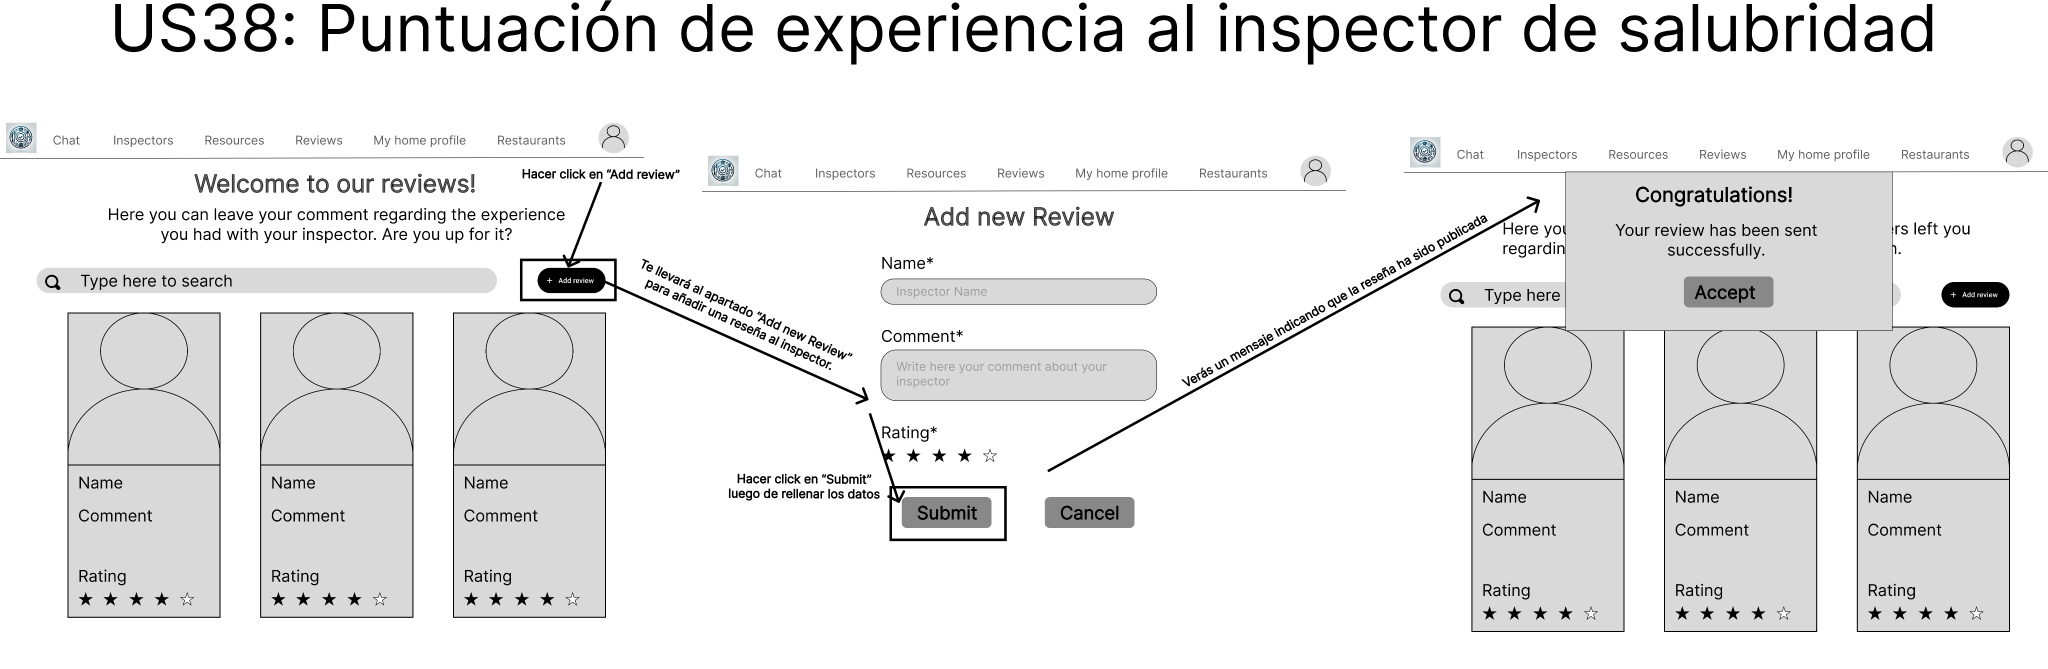 US38: Puntuación de experiencia al inspector de salubridad
Chat Inspectors Resources Reviews My home profile Restaurants
Welcome to our reviews!
Hacer click en “Add review”
Here you can leave your comment regarding the experience
you had with your inspector. Are you up for it?
Type here to search
+ Add review
Name Name Name
Comment Comment Comment
Rating Rating Rating
★ ★ ★ ★ ☆ ★ ★ ★ ★ ☆ ★ ★ ★ ★ ☆
Te llevará al apartado “Add new Review”
para añadir una reseña al inspector.
Chat Inspectors Resources Reviews My home profile Restaurants
Add new Review
Name*
Inspector Name
Comment*
Write here your comment about your
inspector
Rating*
★ ★ ★ ★ ☆
Hacer click en “Submit”
luego de rellenar los datos
Submit Cancel
Verás un mensaje indicando que la reseña ha sido publicada
Chat Inspectors Resources Reviews My home profile Restaurants
Congratulations!
Your review has been sent
successfully.
Accept
Here you rs left you
regardin n.
Type here
+ Add review
Name Name Name
Comment Comment Comment
Rating Rating Rating
★ ★ ★ ★ ☆ ★ ★ ★ ★ ☆ ★ ★ ★ ★ ☆